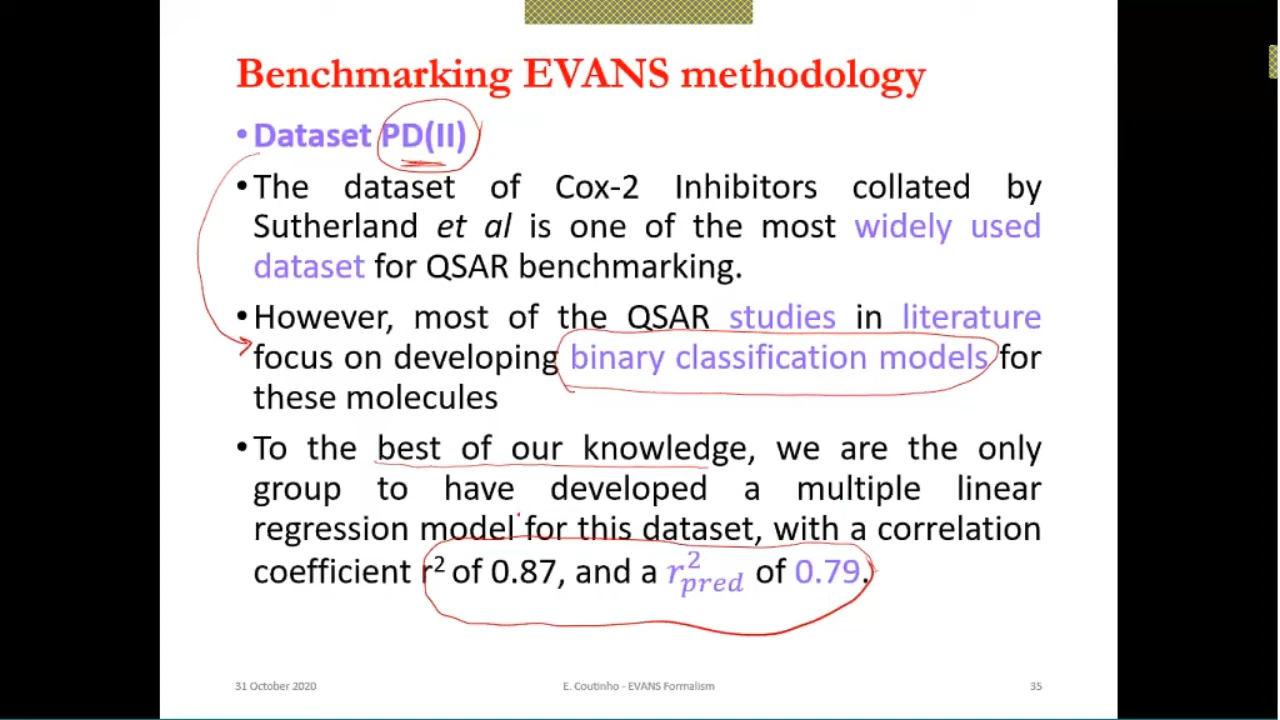 Benchmarking EVANS methodology
•Dataset PD(II)
•The dataset of Cox-2 Inhibitors collated by
Sutherland et al is one of the most widely used
dataset for QSAR benchmarking.
•However, most of the QSAR studies in literature
focus on developing binary classification models for
these molecules
•To the best of our knowledge, we are the only
group to have developed a multiple linear
regression model for this dataset, with a correlation
coefficient r² of 0.87, and a r²pred of 0.79.
31 October 2020 E. Coutinho - EVANS Formalism 35